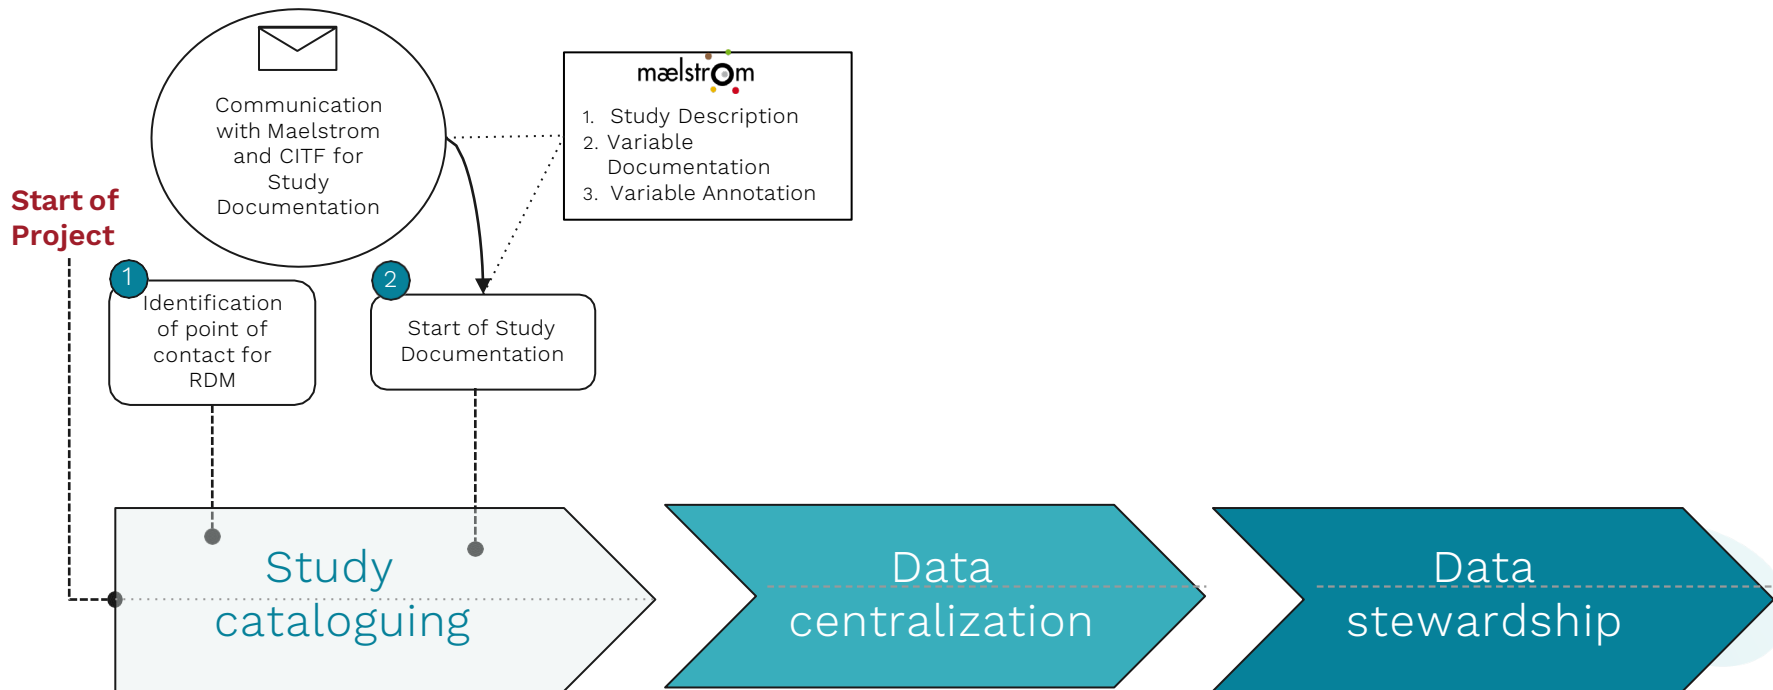 Communication
with Maelstrom
and CITF for
Study
Documentation
mælstrom
1. Study Description
2. Variable
Documentation
3. Variable Annotation
Start of
Project
1
Identification
of point of
contact for
RDM
2
Start of Study
Documentation
Study
cataloguing
Data
centralization
Data
stewardship